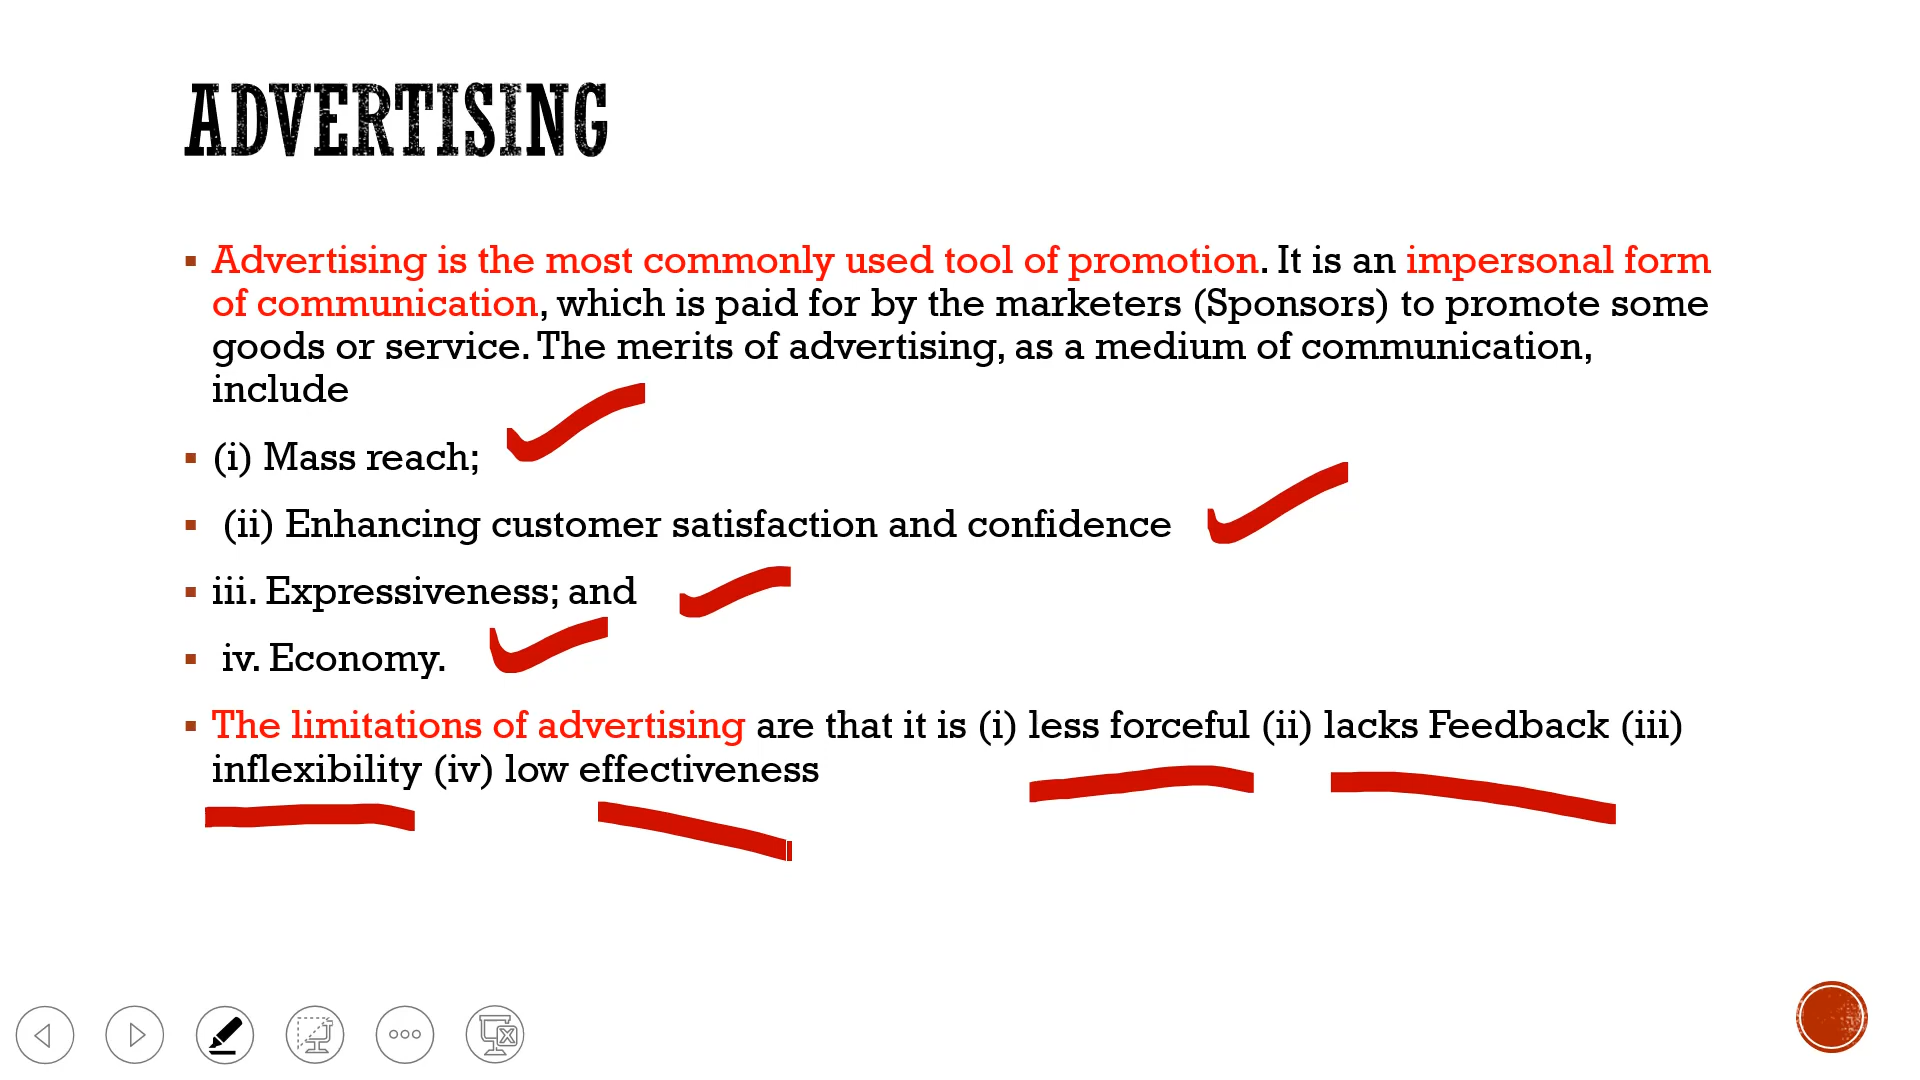 ADVERTISING
Advertising is the most commonly used tool of promotion. It is an impersonal form
of communication, which is paid for by the marketers (Sponsors) to promote some
goods or service. The merits of advertising, as a medium of communication,
include
(i) Mass reach;
(ii) Enhancing customer satisfaction and confidence
iii. Expressiveness; and
iv. Economy.
The limitations of advertising are that it is (i) less forceful (ii) lacks Feedback (iii)
inflexibility (iv) low effectiveness